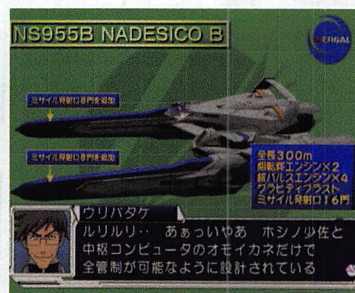 NS955B NADESICO B
NERGAL
ミサイル発射口8門を追加
ミサイル発射口8門を追加
全長300m
相転移エンジン×2
核パルスエンジン×4
グラビティブラスト
ミサイル発射口16門
ウリバタケ
ルリルリ‥ あぁっいやあ ホシノ少佐と
中枢コンピュータのオモイカネだけで
全管制が可能なように設計されている